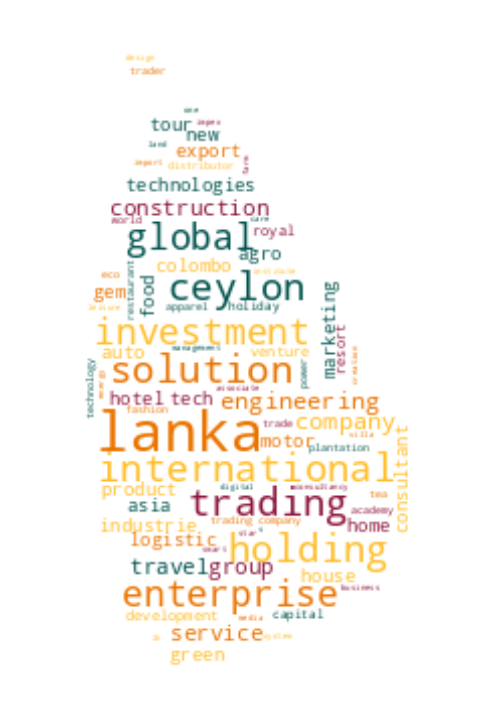 design
trader
one
tour impex
new
land
export
import distributor farm
technologies
construction
world care
global royal
agro
colombo
eco restaurant food ceylon
gem
leisure apparel holiday
investment marketing
resort
auto management venture
solution power creation
technology energy
associate
hotel tech engineering
fashion
lanka trade company
motor villa
plantation
international consultant
product digital consultancy
tea
asia trading academy
industrie trading company home
star s
logistic smart holding
travel group
house
enterprise business
development media capital
service system
green